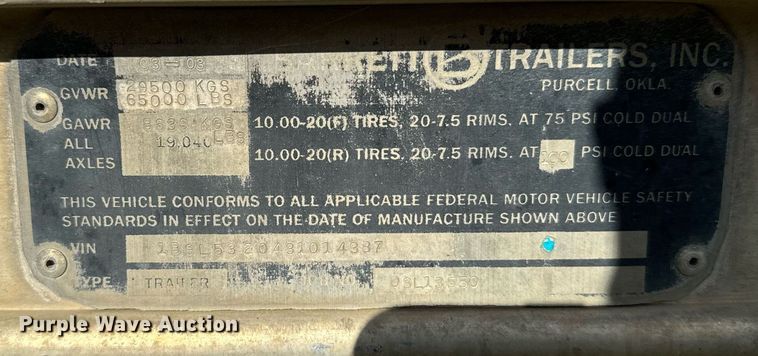 DATE 03-03 TRAILERS, INC.
PURCELL, OKLA.
GVWR 29500 KGS
65000 LBS
GAWR KGS 10.00-20(F) TIRES, 20-7.5 RIMS, AT 75 PSI COLD DUAL
ALL 19,040 LBS
AXLES 10.00-20(R) TIRES, 20-7.5 RIMS, AT 100 PSI COLD DUAL
THIS VEHICLE CONFORMS TO ALL APPLICABLE FEDERAL MOTOR VEHICLE SAFETY
STANDARDS IN EFFECT ON THE DATE OF MANUFACTURE SHOWN ABOVE
VIN
TYPE TRAILER
Purple Wave Auction